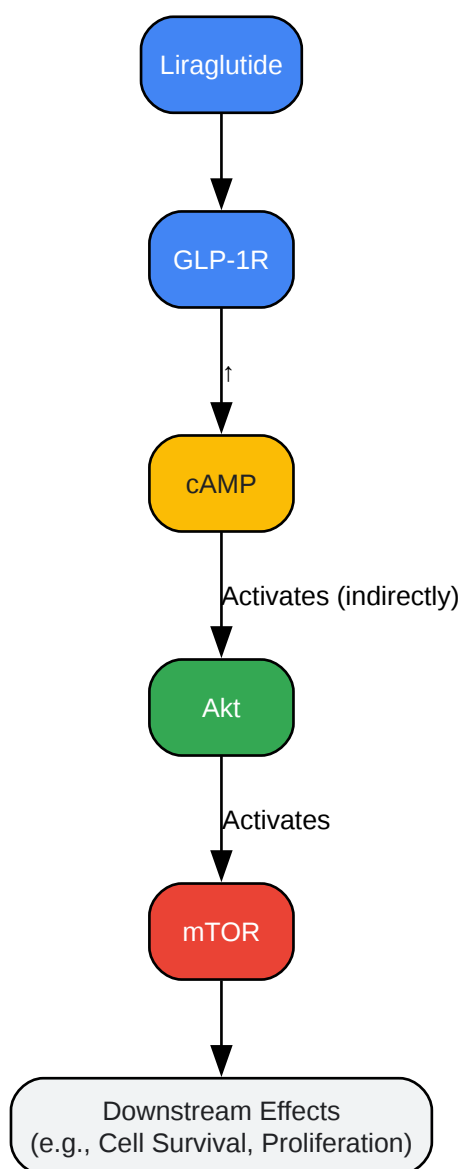 Liraglutide
GLP-1R
↑
cAMP
Activates (indirectly)
Akt
Activates
mTOR
Downstream Effects
(e.g., Cell Survival, Proliferation)